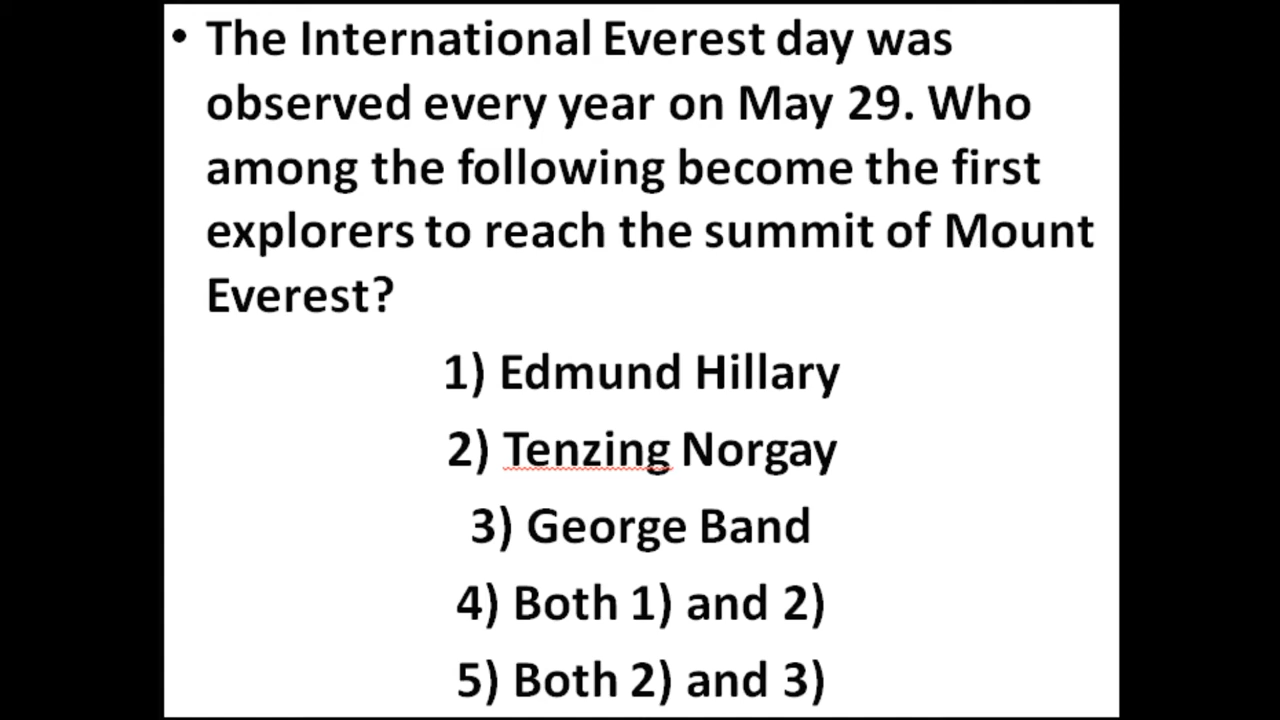 • The International Everest day was
observed every year on May 29. Who
among the following become the first
explorers to reach the summit of Mount
Everest?
1) Edmund Hillary
2) Tenzing Norgay
3) George Band
4) Both 1) and 2)
5) Both 2) and 3)